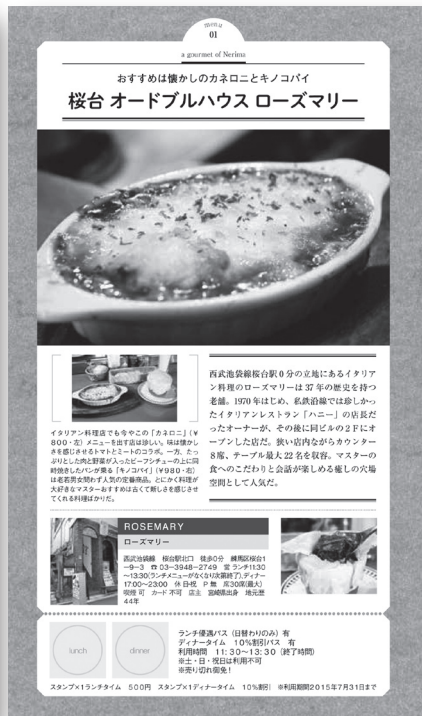 menu
01
a gourmet of Nerima
おすすめは懐かしのカネロニとキノコパイ
桜台 オードブルハウス ローズマリー
イタリアン料理店でも今やこの「カネロニ」(¥
800・左)メニューを出す店は珍しい。味は懐かし
さを感じさせるトマトとミートのコラボ。一方、たっ
ぷりとした肉と野菜が入ったビーフシチューの上に同
時焼きしたパンが乗る「キノコパイ」(¥980・右)
は老若男女問わず人気の定番商品。とにかく料理が
大好きなマスターおすすめは古くて新しさを感じさせ
てくれる料理ばかりだ。
西武池袋線桜台駅0分の立地にあるイタリア
ン料理のローズマリーは37年の歴史を持つ
老舗。1970年はじめ、私鉄沿線では珍しかっ
たイタリアンレストラン「ハニー」の店長だ
ったオーナーが、その後に同ビルの2Fにオ
ープンした店だ。狭い店内ながらカウンター
8席、テーブル最大22名を収容。マスターの
食へのこだわりと会話が楽しめる癒しの穴場
空間として人気だ。
ROSEMARY
ローズマリー
西武池袋線 桜台駅北口 徒歩0分 練馬区桜台1
-9-3 ☎03-3948-2749 営 ランチ11:30
~13:30(ランチメニューがなくなり次第終了)、ディナー
17:00~23:00 休 日・祝 P 無 席 30席(最大)
喫煙 可 カード 不可 店主 宮崎県出身 地元歴
44年
lunch
dinner
ランチ優遇パス(日替わりのみ)有
ディナータイム 10%割引パス 有
利用時間 11:30~13:30(終了時間)
※土・日・祝日は利用不可
※売り切れ御免!
スタンプ×1ランチタイム 500円 スタンプ×1ディナータイム 10%割引 ※利用期間2015年7月31日まで